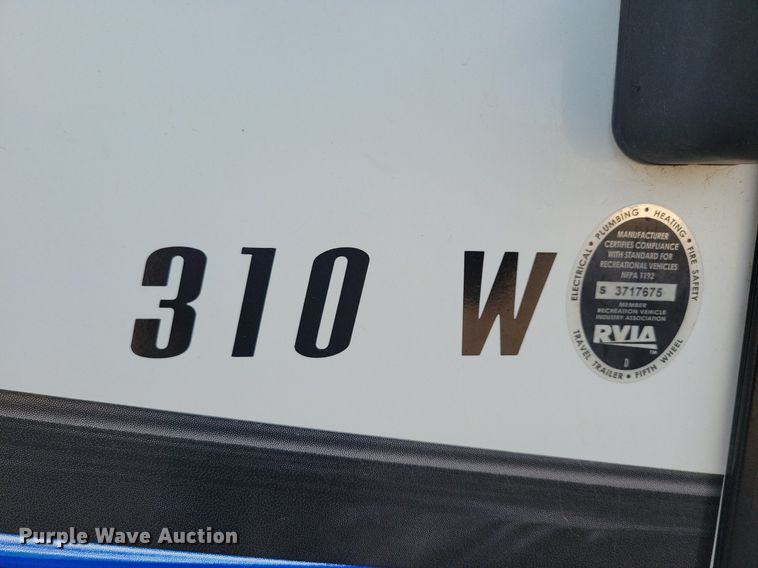 310 W
ELECTRICAL • PLUMBING • HEATING • FIRE SAFETY
MANUFACTURER
CERTIFIES COMPLIANCE
WITH STANDARD FOR
RECREATIONAL VEHICLES
NFPA 1192
S 3717675
MEMBER
RECREATION VEHICLE
INDUSTRY ASSOCIATION
RVIA
TM
D
TRAVEL TRAILER • FIFTH WHEEL
Purple Wave Auction®